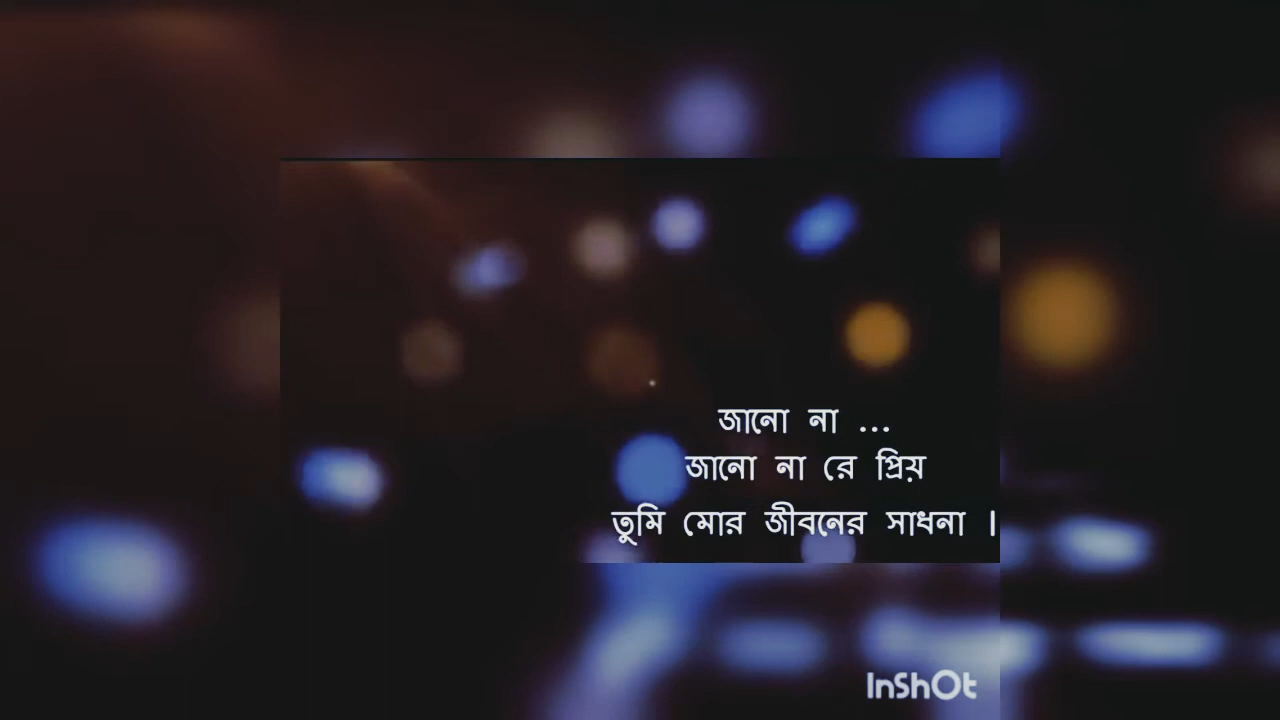 জানো না ...
জানো না রে প্রিয়
তুমি মোর জীবনের সাধনা ।
InShOt